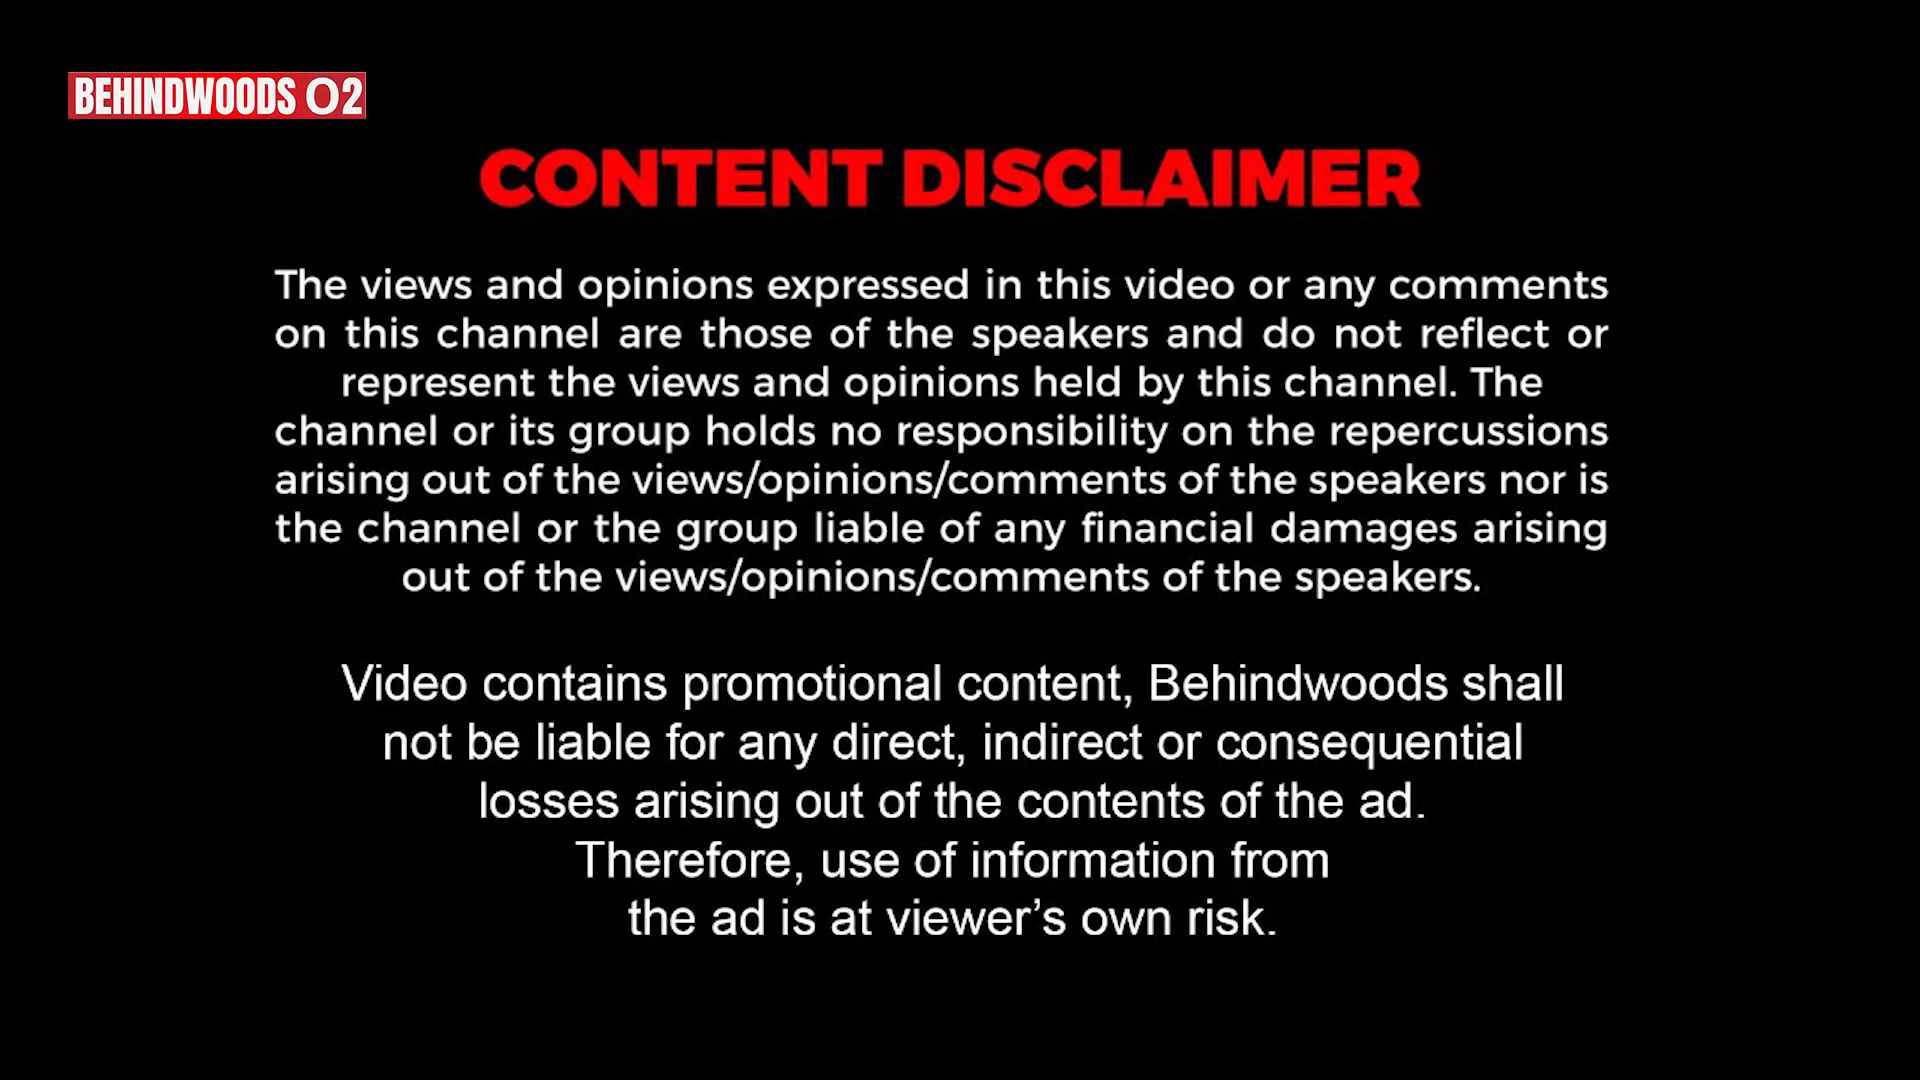 BEHINDWOODS O2
CONTENT DISCLAIMER
The views and opinions expressed in this video or any comments
on this channel are those of the speakers and do not reflect or
represent the views and opinions held by this channel. The
channel or its group holds no responsibility on the repercussions
arising out of the views/opinions/comments of the speakers nor is
the channel or the group liable of any financial damages arising
out of the views/opinions/comments of the speakers.
Video contains promotional content, Behindwoods shall
not be liable for any direct, indirect or consequential
losses arising out of the contents of the ad.
Therefore, use of information from
the ad is at viewer’s own risk.